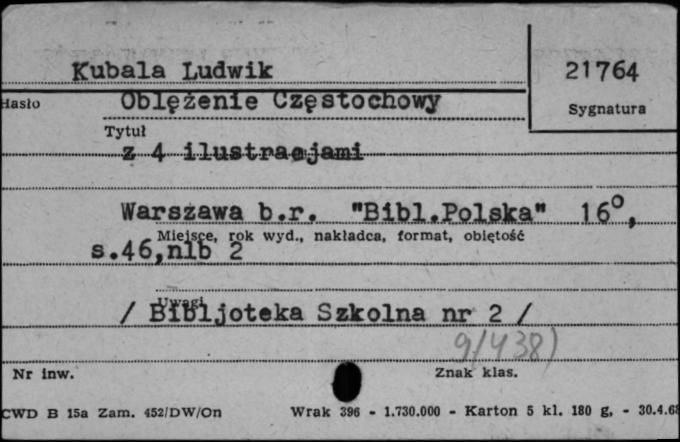 Kubala Ludwik
21764
Hasło Oblężenie Częstochowy
Sygnatura
Tytuł
z 4 ilustracjami
Warszawa b.r. "Bibl.Polska" 16°,
Miejsce, rok wyd., nakładca, format, objętość
s.46,nlb 2
Uwagi
/ Bibljoteka Szkolna nr 2 /
9/438)
Nr inw.
Znak klas.
CWD B 15a Zam. 452/DW/On Wrak 396 - 1.730.000 - Karton 5 kl. 180 g, - 30.4.68